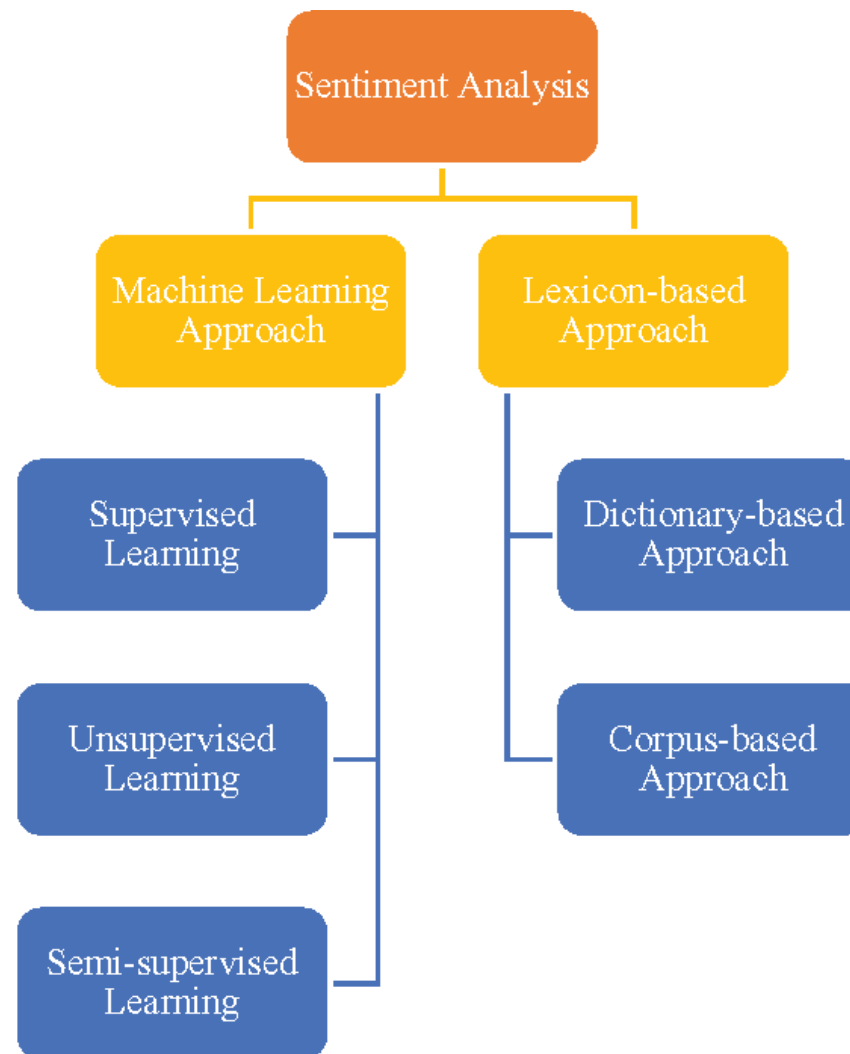 Sentiment Analysis
Machine Learning
Approach
Lexicon-based
Approach
Supervised
Learning
Dictionary-based
Approach
Unsupervised
Learning
Corpus-based
Approach
Semi-supervised
Learning